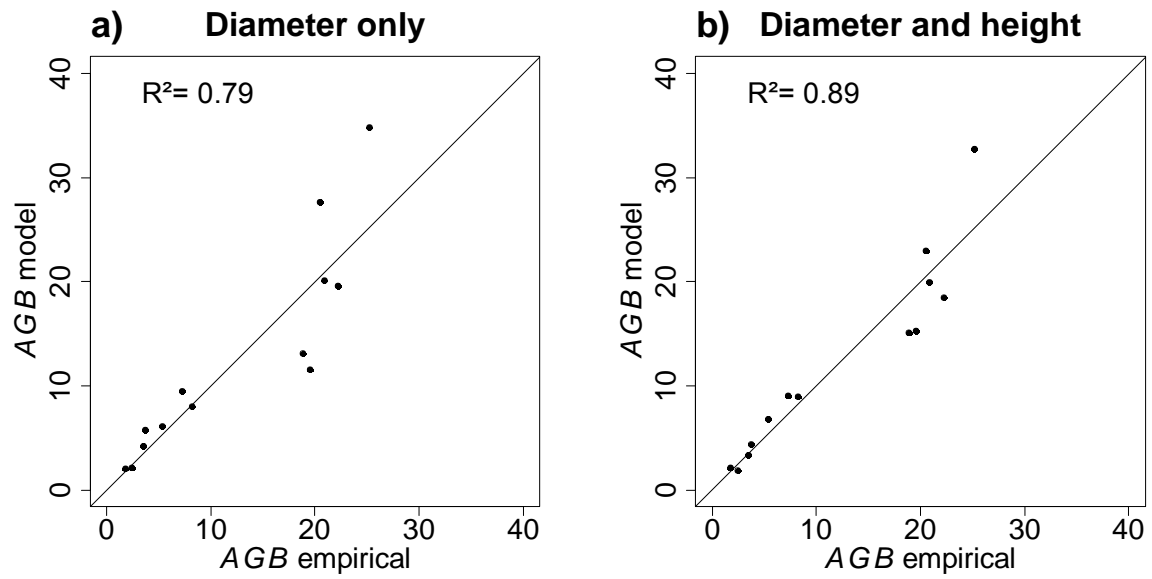 a) Diameter only
R²= 0.79
40
30
20
10
0
AGB model
0 10 20 30 40
AGB empirical
b) Diameter and height
R²= 0.89
40
30
20
10
0
AGB model
0 10 20 30 40
AGB empirical